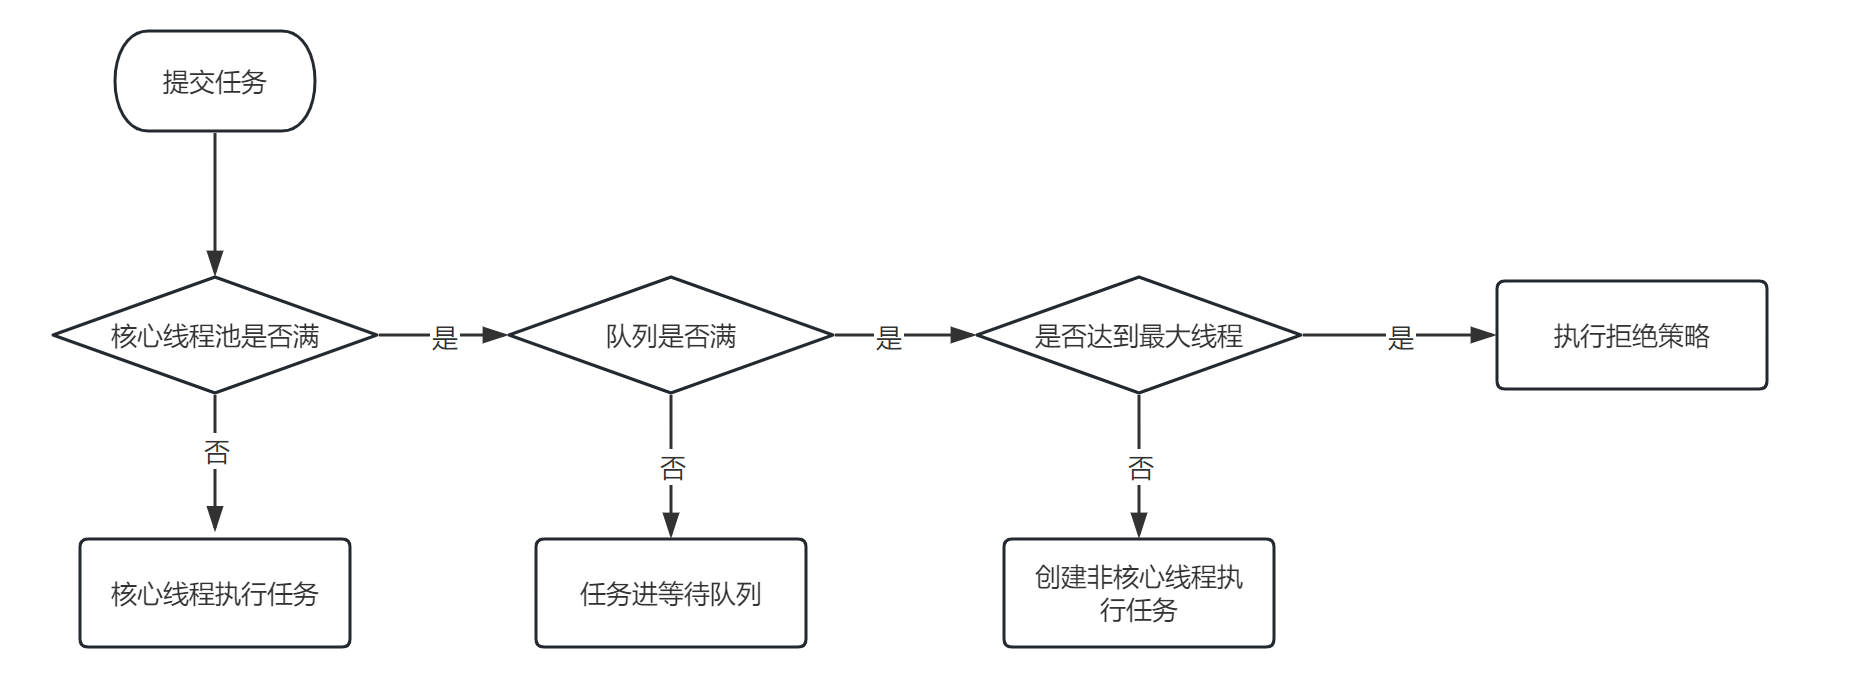 提交任务
核心线程池是否满
是
队列是否满
是
是否达到最大线程
是
执行拒绝策略
否
否
否
核心线程执行任务
任务进等待队列
创建非核心线程执
行任务